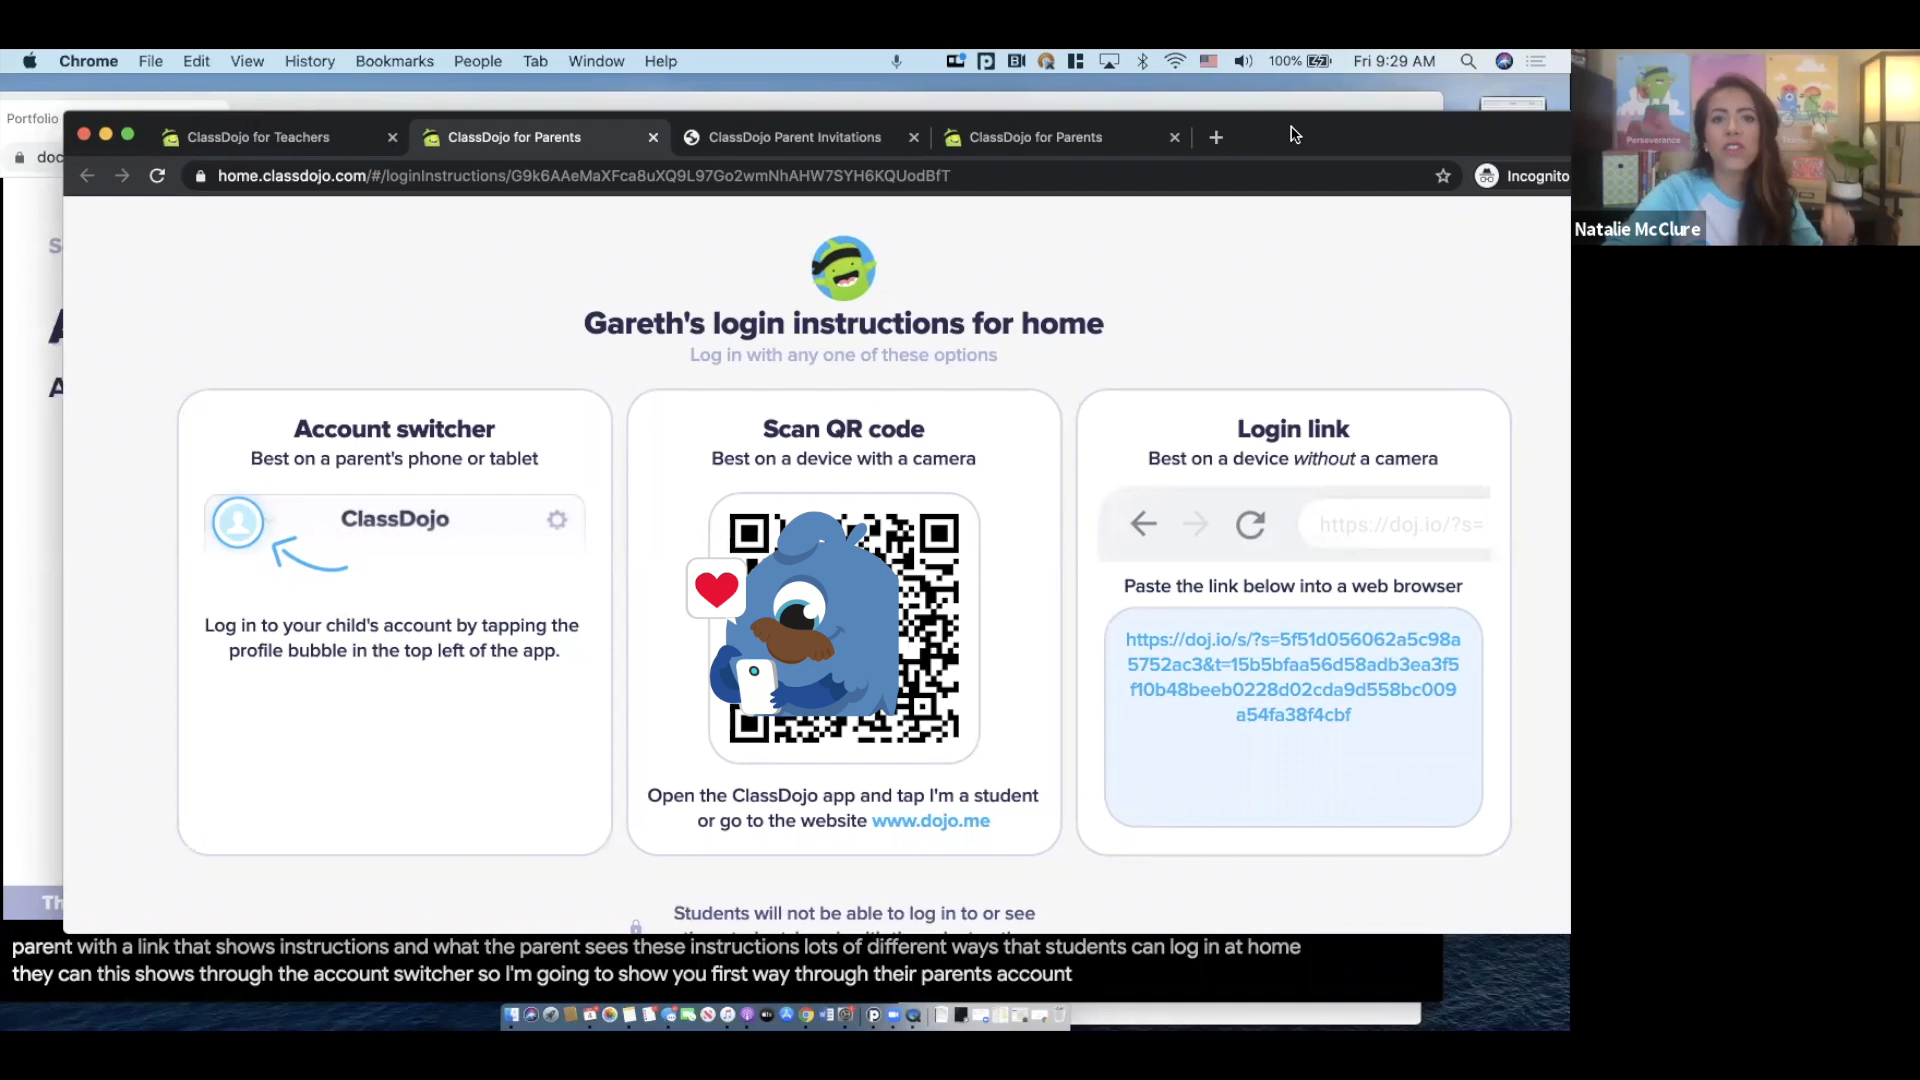 Chrome File Edit View History Bookmarks People Tab Window Help 100% Fri 9:29 AM
Portfolio
ClassDojo for Teachers ClassDojo for Parents ClassDojo Parent Invitations ClassDojo for Parents
doc
home.classdojo.com/#/loginInstructions/G9k6AAeMaXFca8uXQ9L97Go2wmNhAHW7SYH6KQUodBfT Incognito
Perseverance
Natalie McClure
Gareth's login instructions for home
Log in with any one of these options
Account switcher
Best on a parent's phone or tablet
ClassDojo
Log in to your child's account by tapping the
profile bubble in the top left of the app.
Scan QR code
Best on a device with a camera
Open the ClassDojo app and tap I'm a student
or go to the website www.dojo.me
Login link
Best on a device without a camera
https://doj.io/?s=
Paste the link below into a web browser
https://doj.io/s/?s=5f51d056062a5c98a
5752ac3&t=15b5bfaa56d58adb3ea3f5
f10b48beeb0228d02cda9d558bc009
a54fa38f4cbf
Th
Students will not be able to log in to or see
parent with a link that shows instructions and what the parent sees these instructions lots of different ways that students can log in at home
they can this shows through the account switcher so I'm going to show you first way through their parents account